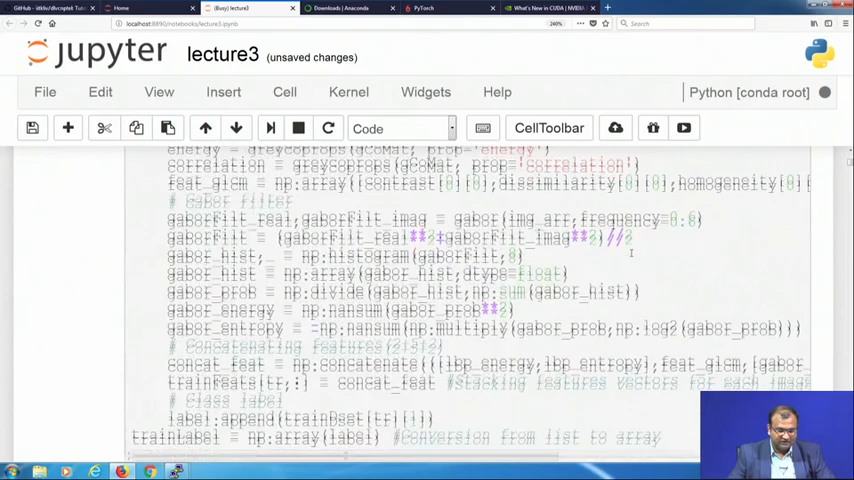 GitHub - iitkliv/dlvcnptel: Tut
Home
(Busy) lecture3
Downloads | Anaconda
PyTorch
What's New in CUDA | NVIDIA
localhost:8890/notebooks/lecture3.ipynb
240%
Search
jupyter lecture3 (unsaved changes)
File Edit View Insert Cell Kernel Widgets Help Python [conda root]
Code CellToolbar
energy = greycoprops(gCoMat, prop='energy')
correlation = greycoprops(gCoMat, prop='correlation')
feat_glcm = np.array([contrast[0][0],dissimilarity[0][0],homogeneity[0][
# Gabor filter
gaborFilt_real,gaborFilt_imag = gabor(img_arr,frequency=0.6)
gaborFilt = (gaborFilt_real**2+gaborFilt_imag**2)//2
gabor_hist,_ = np.histogram(gaborFilt,8)
gabor_hist = np.array(gabor_hist,dtype=float)
gabor_prob = np.divide(gabor_hist,np.sum(gabor_hist))
gabor_energy = np.nansum(gabor_prob**2)
gabor_entropy = -np.nansum(np.multiply(gabor_prob,np.log2(gabor_prob)))
# Concatenating features(2+5+2)
concat_feat = np.concatenate(([lbp_energy,lbp_entropy],feat_glcm,[gabor_
trainFeats[tr,:] = concat_feat #Stacking features vectors for each image
# Class label
label.append(trainDset[tr][1])
trainLabel = np.array(label) #Conversion from list to array